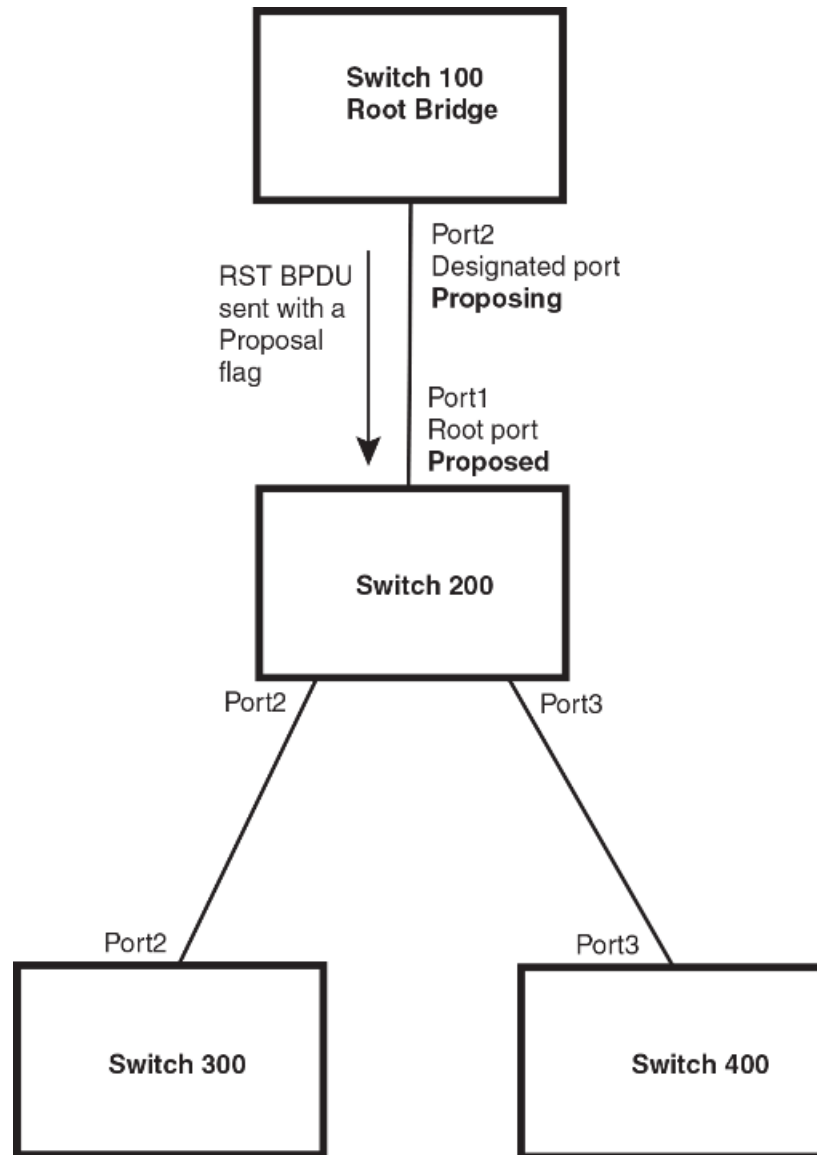 Switch 100
Root Bridge
RST BPDU
sent with a
Proposal
flag
Port2
Designated port
Proposing
Port1
Root port
Proposed
Switch 200
Port2
Port3
Port2
Port3
Switch 300
Switch 400